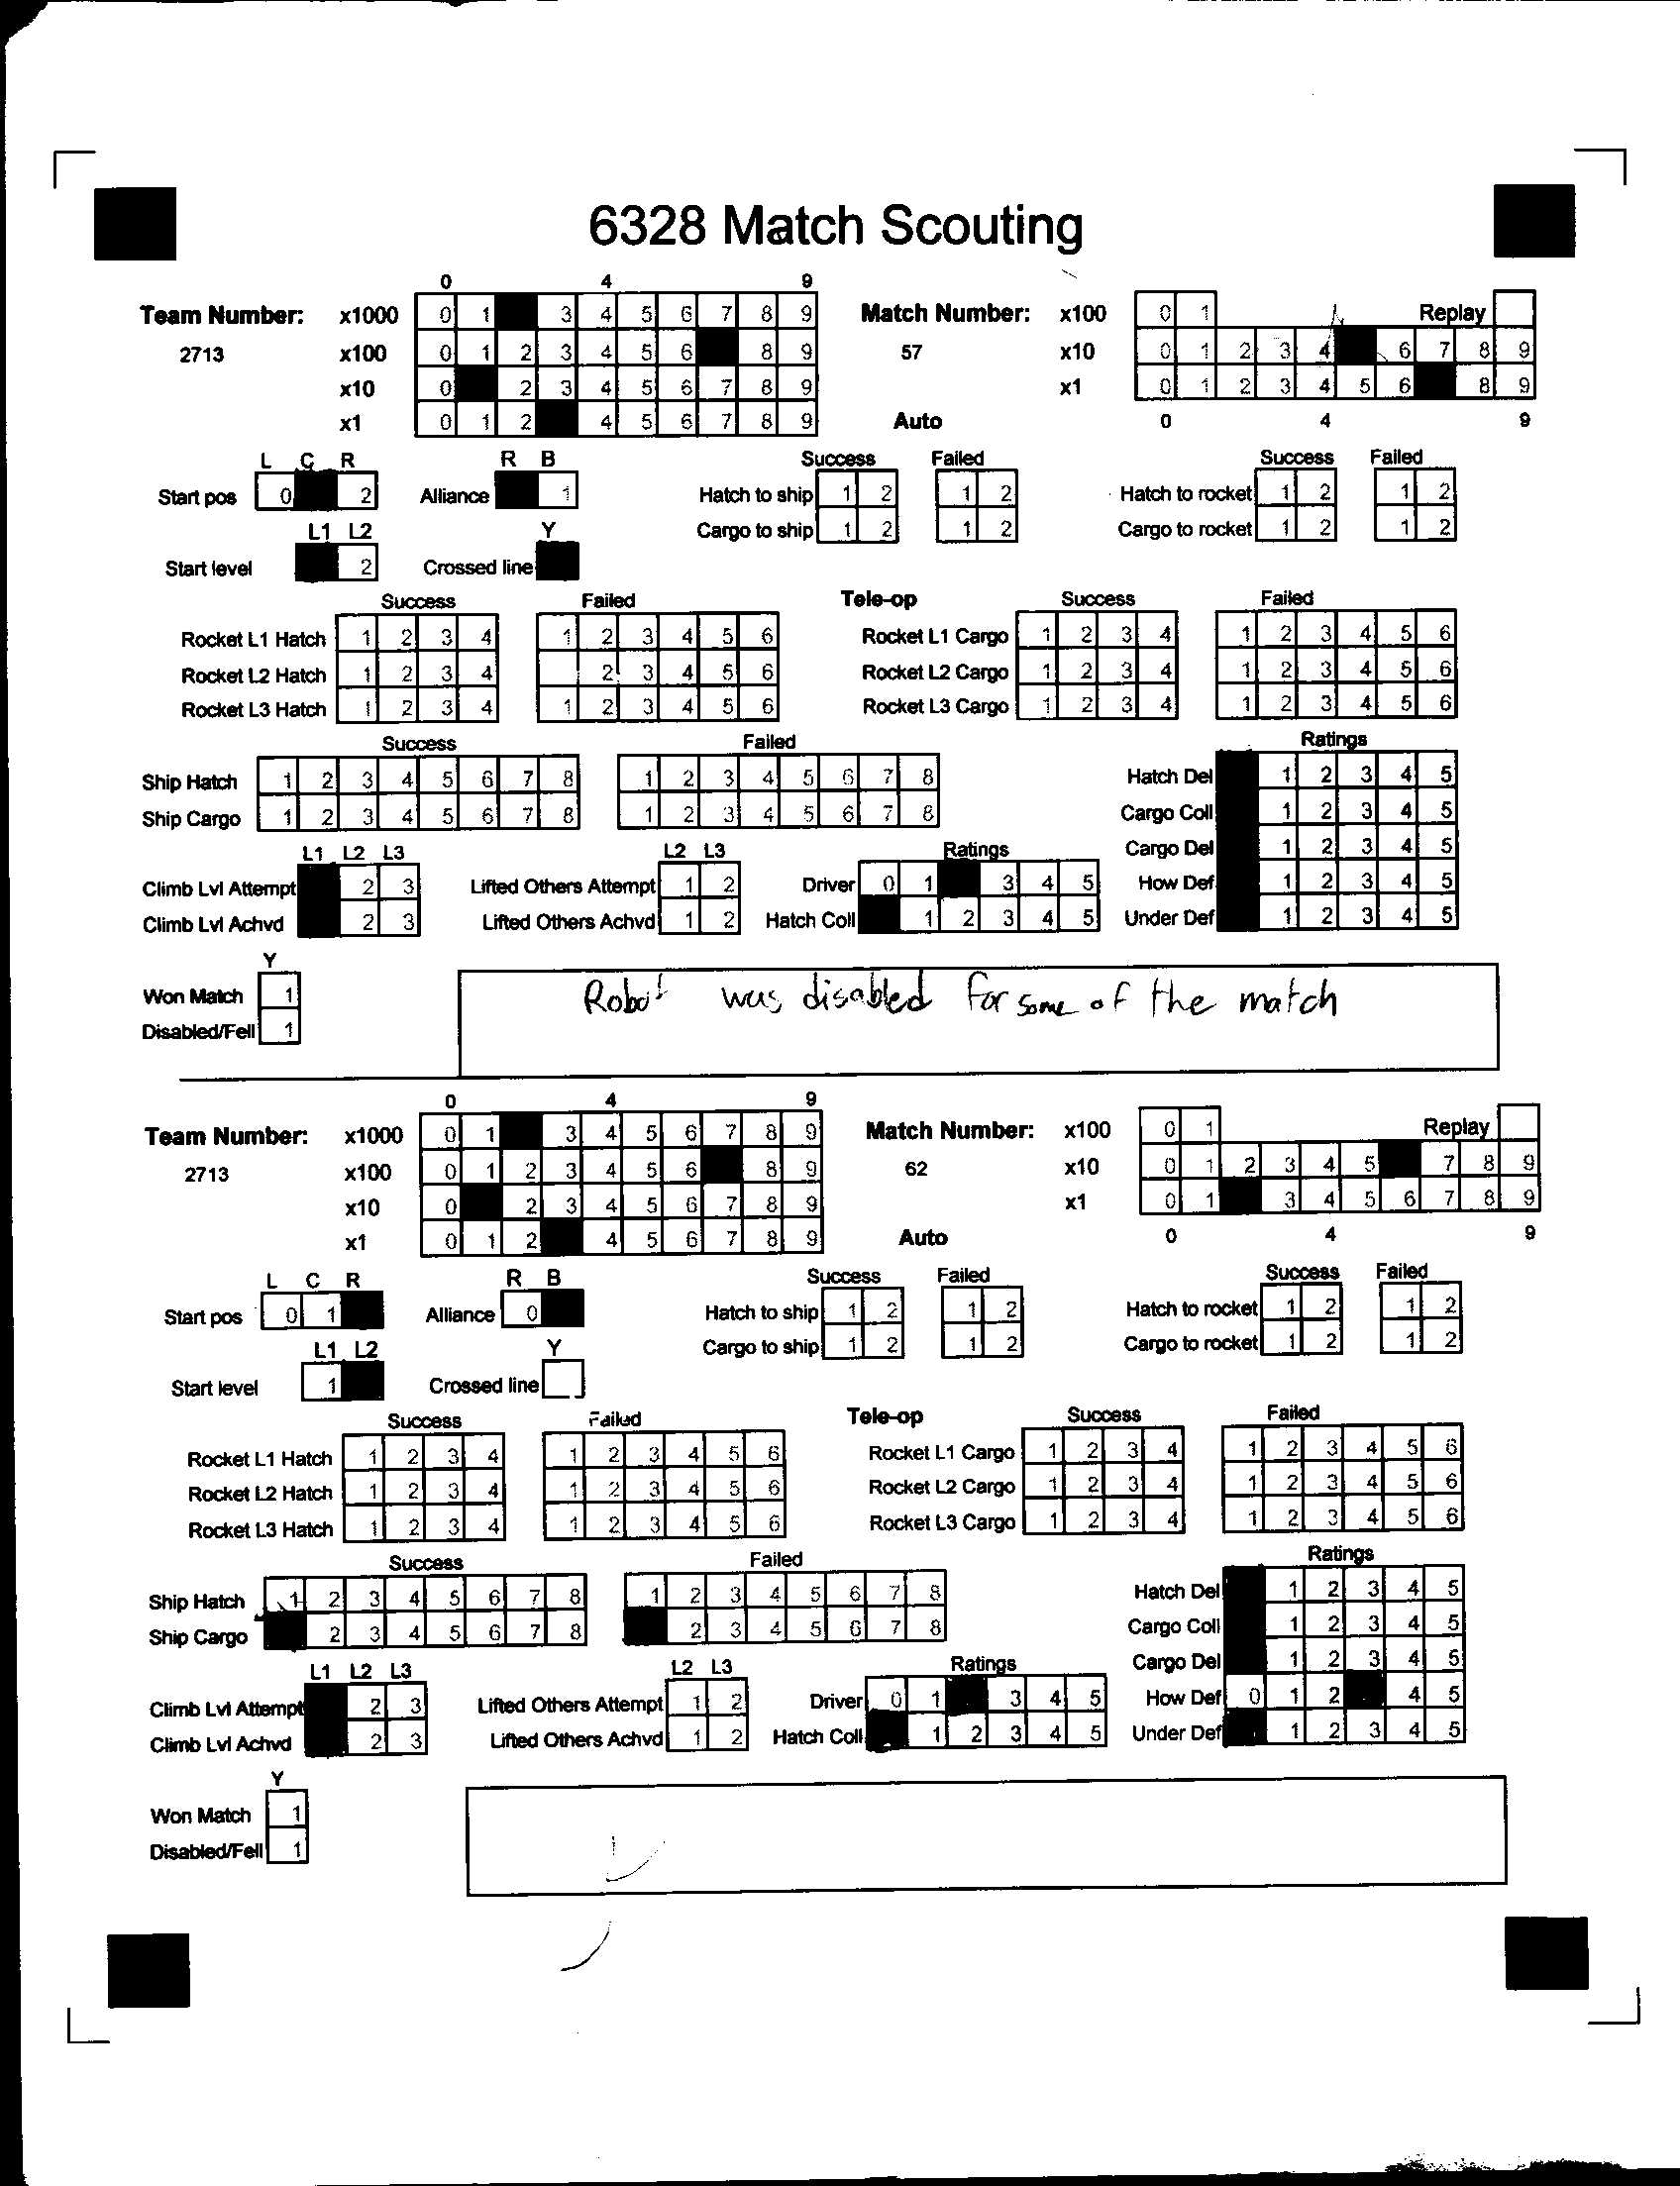 6328 Match Scouting
0 4 9
Team Number: x1000 0 1 3 4 5 6 7 8 9 Match Number: x100 0 1 Replay
2713 x100 0 1 2 3 4 5 6 8 9 57 x10 0 1 2 3 4 6 7 8 9
x10 0 2 3 4 5 6 7 8 9 x1 0 1 2 3 4 5 6 8 9
x1 0 1 2 4 5 6 7 8 9 Auto 0 4 9
L C R R B Success Failed Success Failed
Start pos 0 2 Alliance 1 Hatch to ship 1 2 1 2 Hatch to rocket 1 2 1 2
L1 L2 Y Cargo to ship 1 2 1 2 Cargo to rocket 1 2 1 2
Start level 2 Crossed line
Success Failed Tele-op Success Failed
Rocket L1 Hatch 1 2 3 4 1 2 3 4 5 6 Rocket L1 Cargo 1 2 3 4 1 2 3 4 5 6
Rocket L2 Hatch 1 2 3 4 2 3 4 5 6 Rocket L2 Cargo 1 2 3 4 1 2 3 4 5 6
Rocket L3 Hatch 1 2 3 4 1 2 3 4 5 6 Rocket L3 Cargo 1 2 3 4 1 2 3 4 5 6
Success Failed Ratings
Ship Hatch 1 2 3 4 5 6 7 8 1 2 3 4 5 6 7 8 Hatch Del 1 2 3 4 5
Ship Cargo 1 2 3 4 5 6 7 8 1 2 3 4 5 6 7 8 Cargo Coll 1 2 3 4 5
L1 L2 L3 L2 L3 Ratings Cargo Del 1 2 3 4 5
Climb Lvl Attempt 2 3 Lifted Others Attempt 1 2 Driver 0 1 3 4 5 How Def 1 2 3 4 5
Climb Lvl Achvd 2 3 Lifted Others Achvd 1 2 Hatch Coll 1 2 3 4 5 Under Def 1 2 3 4 5
Y
Won Match 1 Robot was disabled for some of the match
Disabled/Fell 1
0 4 9
Team Number: x1000 0 1 3 4 5 6 7 8 9 Match Number: x100 0 1 Replay
2713 x100 0 1 2 3 4 5 6 8 9 62 x10 0 1 2 3 4 5 7 8 9
x10 0 2 3 4 5 6 7 8 9 x1 0 1 3 4 5 6 7 8 9
x1 0 1 2 4 5 6 7 8 9 Auto 0 4 9
L C R R B Success Failed Success Failed
Start pos 0 1 Alliance 0 Hatch to ship 1 2 1 2 Hatch to rocket 1 2 1 2
L1 L2 Y Cargo to ship 1 2 1 2 Cargo to rocket 1 2 1 2
Start level 1 Crossed line
Success Failed Tele-op Success Failed
Rocket L1 Hatch 1 2 3 4 1 2 3 4 5 6 Rocket L1 Cargo 1 2 3 4 1 2 3 4 5 6
Rocket L2 Hatch 1 2 3 4 1 2 3 4 5 6 Rocket L2 Cargo 1 2 3 4 1 2 3 4 5 6
Rocket L3 Hatch 1 2 3 4 1 2 3 4 5 6 Rocket L3 Cargo 1 2 3 4 1 2 3 4 5 6
Success Failed Ratings
Ship Hatch 1 2 3 4 5 6 7 8 1 2 3 4 5 6 7 8 Hatch Del 1 2 3 4 5
Ship Cargo 2 3 4 5 6 7 8 2 3 4 5 6 7 8 Cargo Coll 1 2 3 4 5
L1 L2 L3 L2 L3 Ratings Cargo Del 1 2 3 4 5
Climb Lvl Attempt 2 3 Lifted Others Attempt 1 2 Driver 0 1 3 4 5 How Def 0 1 2 4 5
Climb Lvl Achvd 2 3 Lifted Others Achvd 1 2 Hatch Coll 1 2 3 4 5 Under Def 1 2 3 4 5
Y
Won Match 1
Disabled/Fell 1